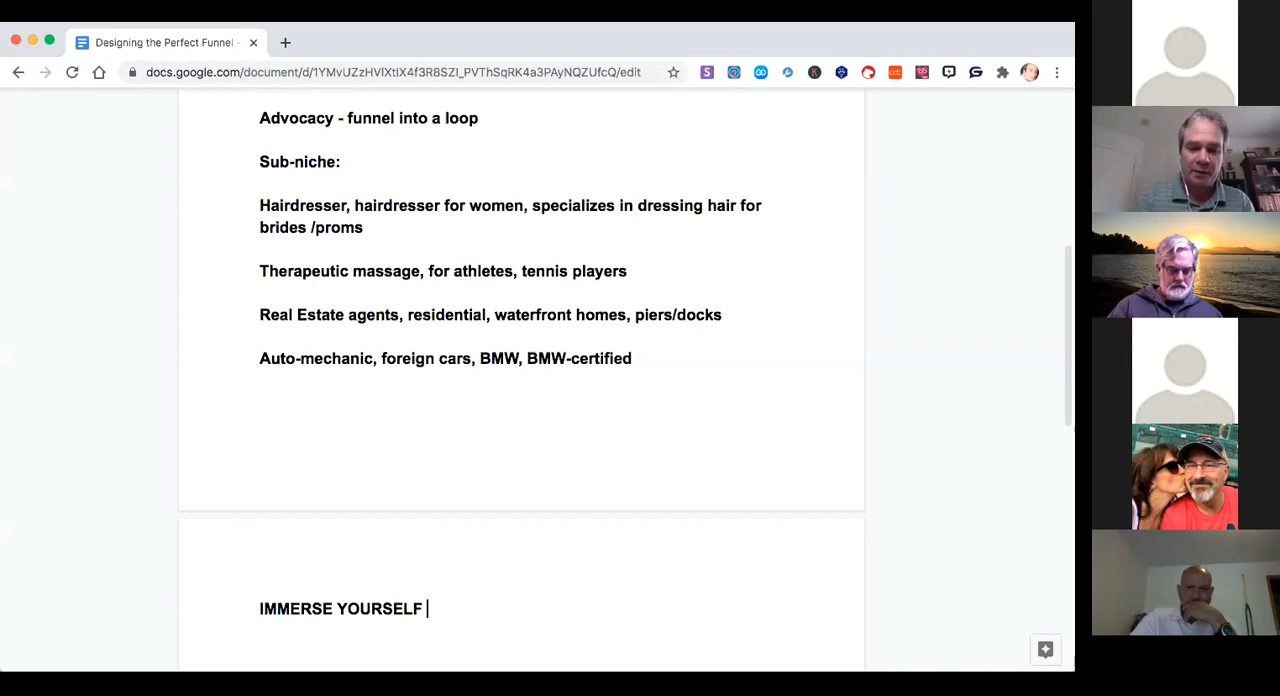 Designing the Perfect Funnel -
docs.google.com/document/d/1YMvUZzHVlXtIX4f3R8SZI_PVThSqRK4a3PAyNQZUfcQ/edit
Advocacy - funnel into a loop
Sub-niche:
Hairdresser, hairdresser for women, specializes in dressing hair for
brides /proms
Therapeutic massage, for athletes, tennis players
Real Estate agents, residential, waterfront homes, piers/docks
Auto-mechanic, foreign cars, BMW, BMW-certified
IMMERSE YOURSELF